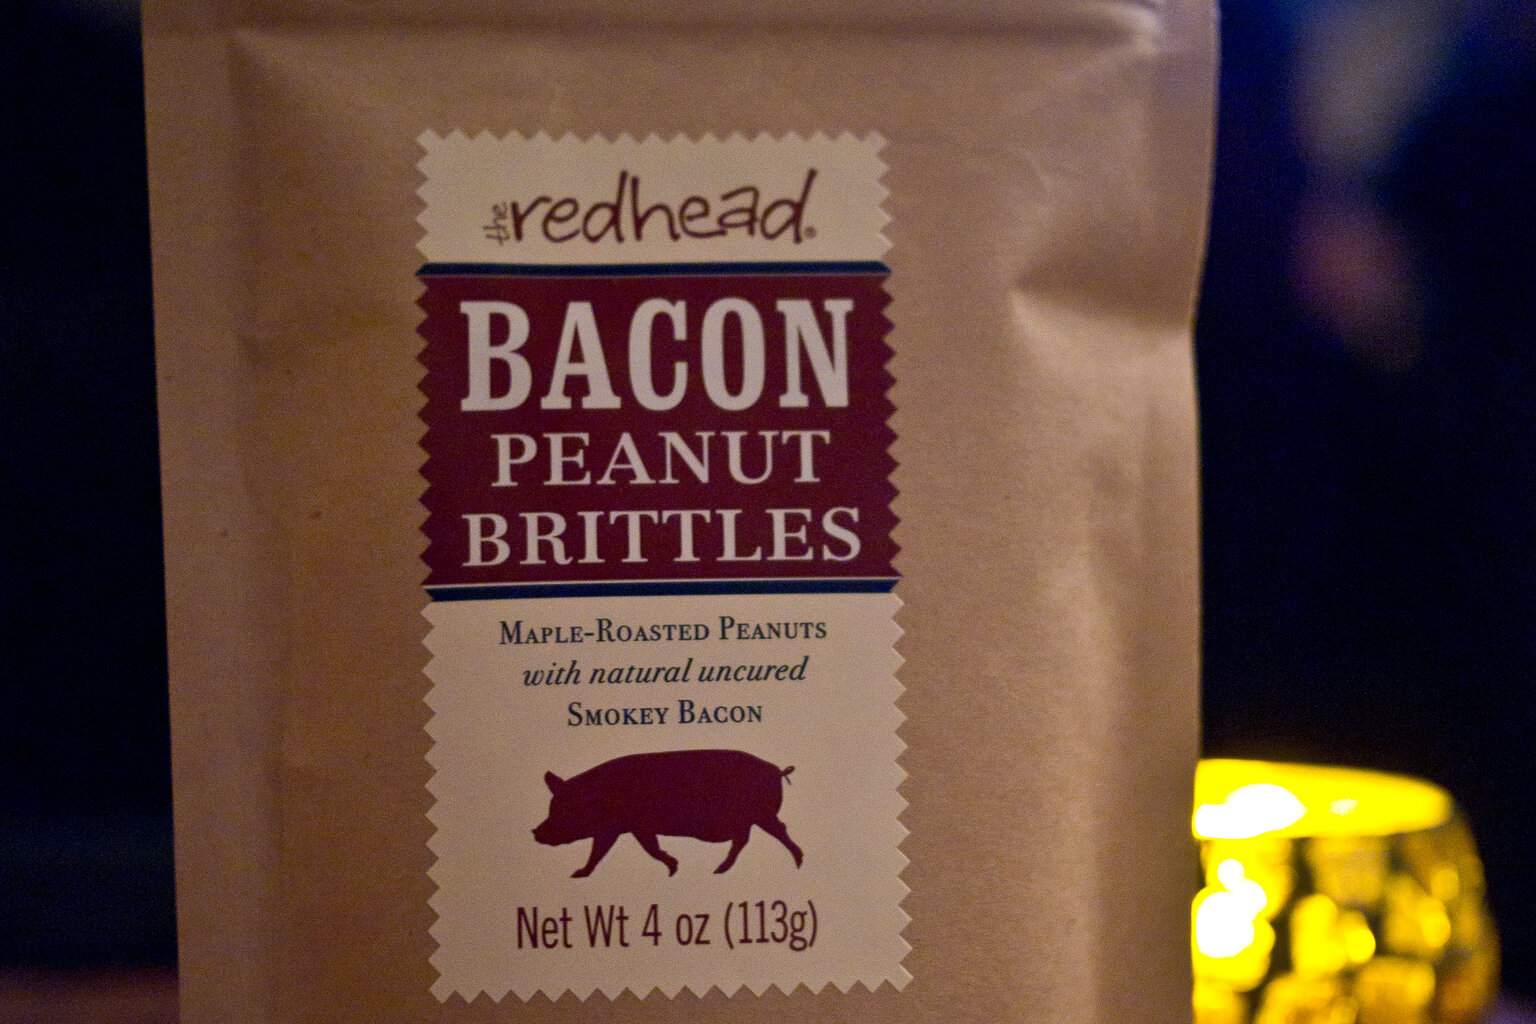 the redhead®
BACON
PEANUT
BRITTLES
MAPLE-ROASTED PEANUTS
with natural uncured
SMOKEY BACON
Net Wt 4 oz (113g)